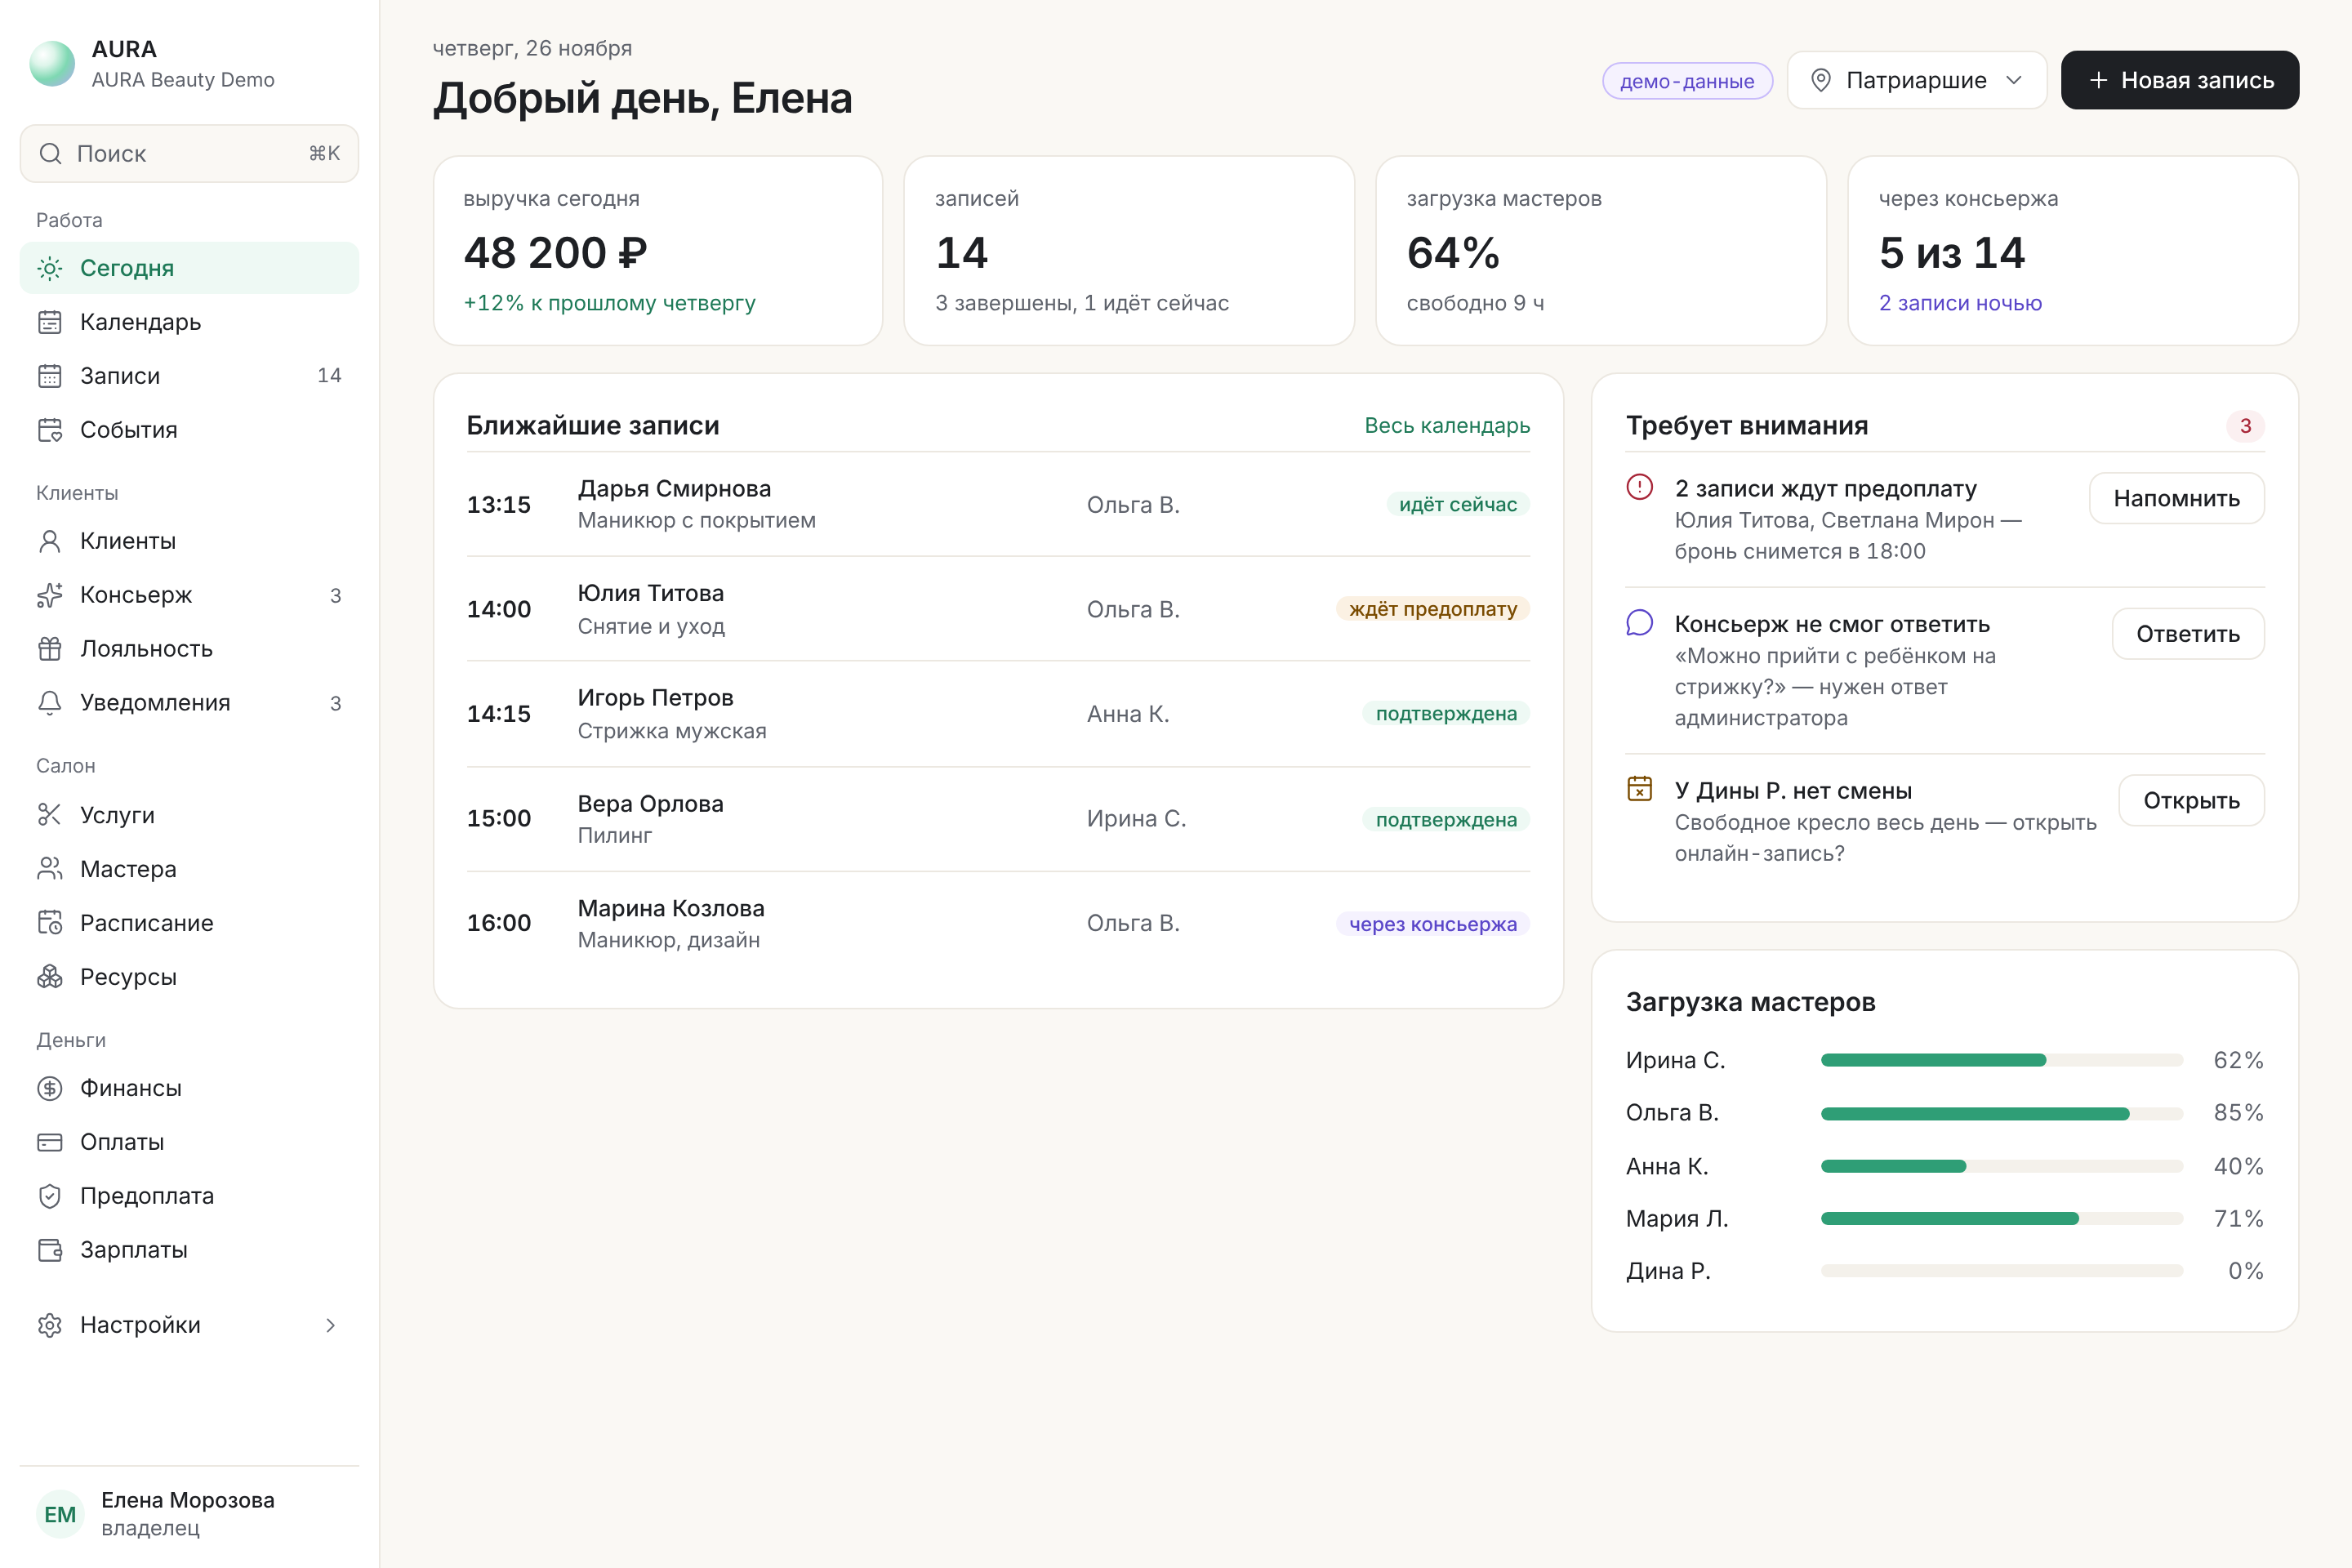 AURA
AURA Beauty Demo
Поиск ⌘K
Работа
Сегодня
Календарь
Записи 14
События
Клиенты
Клиенты
Консьерж 3
Лояльность
Уведомления 3
Салон
Услуги
Мастера
Расписание
Ресурсы
Деньги
Финансы
Оплаты
Предоплата
Зарплаты
Настройки
ЕМ
Елена Морозова
владелец
четверг, 26 ноября
Добрый день, Елена
демо-данные
Патриаршие
Новая запись
выручка сегодня
48 200 ₽
+12% к прошлому четвергу
записей
14
3 завершены, 1 идёт сейчас
загрузка мастеров
64%
свободно 9 ч
через консьержа
5 из 14
2 записи ночью
Ближайшие записи Весь календарь
13:15 Дарья Смирнова Ольга В. идёт сейчас
Маникюр с покрытием
14:00 Юлия Титова Ольга В. ждёт предоплату
Снятие и уход
14:15 Игорь Петров Анна К. подтверждена
Стрижка мужская
15:00 Вера Орлова Ирина С. подтверждена
Пилинг
16:00 Марина Козлова Ольга В. через консьержа
Маникюр, дизайн
Требует внимания 3
2 записи ждут предоплату Напомнить
Юлия Титова, Светлана Мирон —
бронь снимется в 18:00
Консьерж не смог ответить Ответить
«Можно прийти с ребёнком на
стрижку?» — нужен ответ
администратора
У Дины Р. нет смены Открыть
Свободное кресло весь день — открыть
онлайн-запись?
Загрузка мастеров
Ирина С. 62%
Ольга В. 85%
Анна К. 40%
Мария Л. 71%
Дина Р. 0%